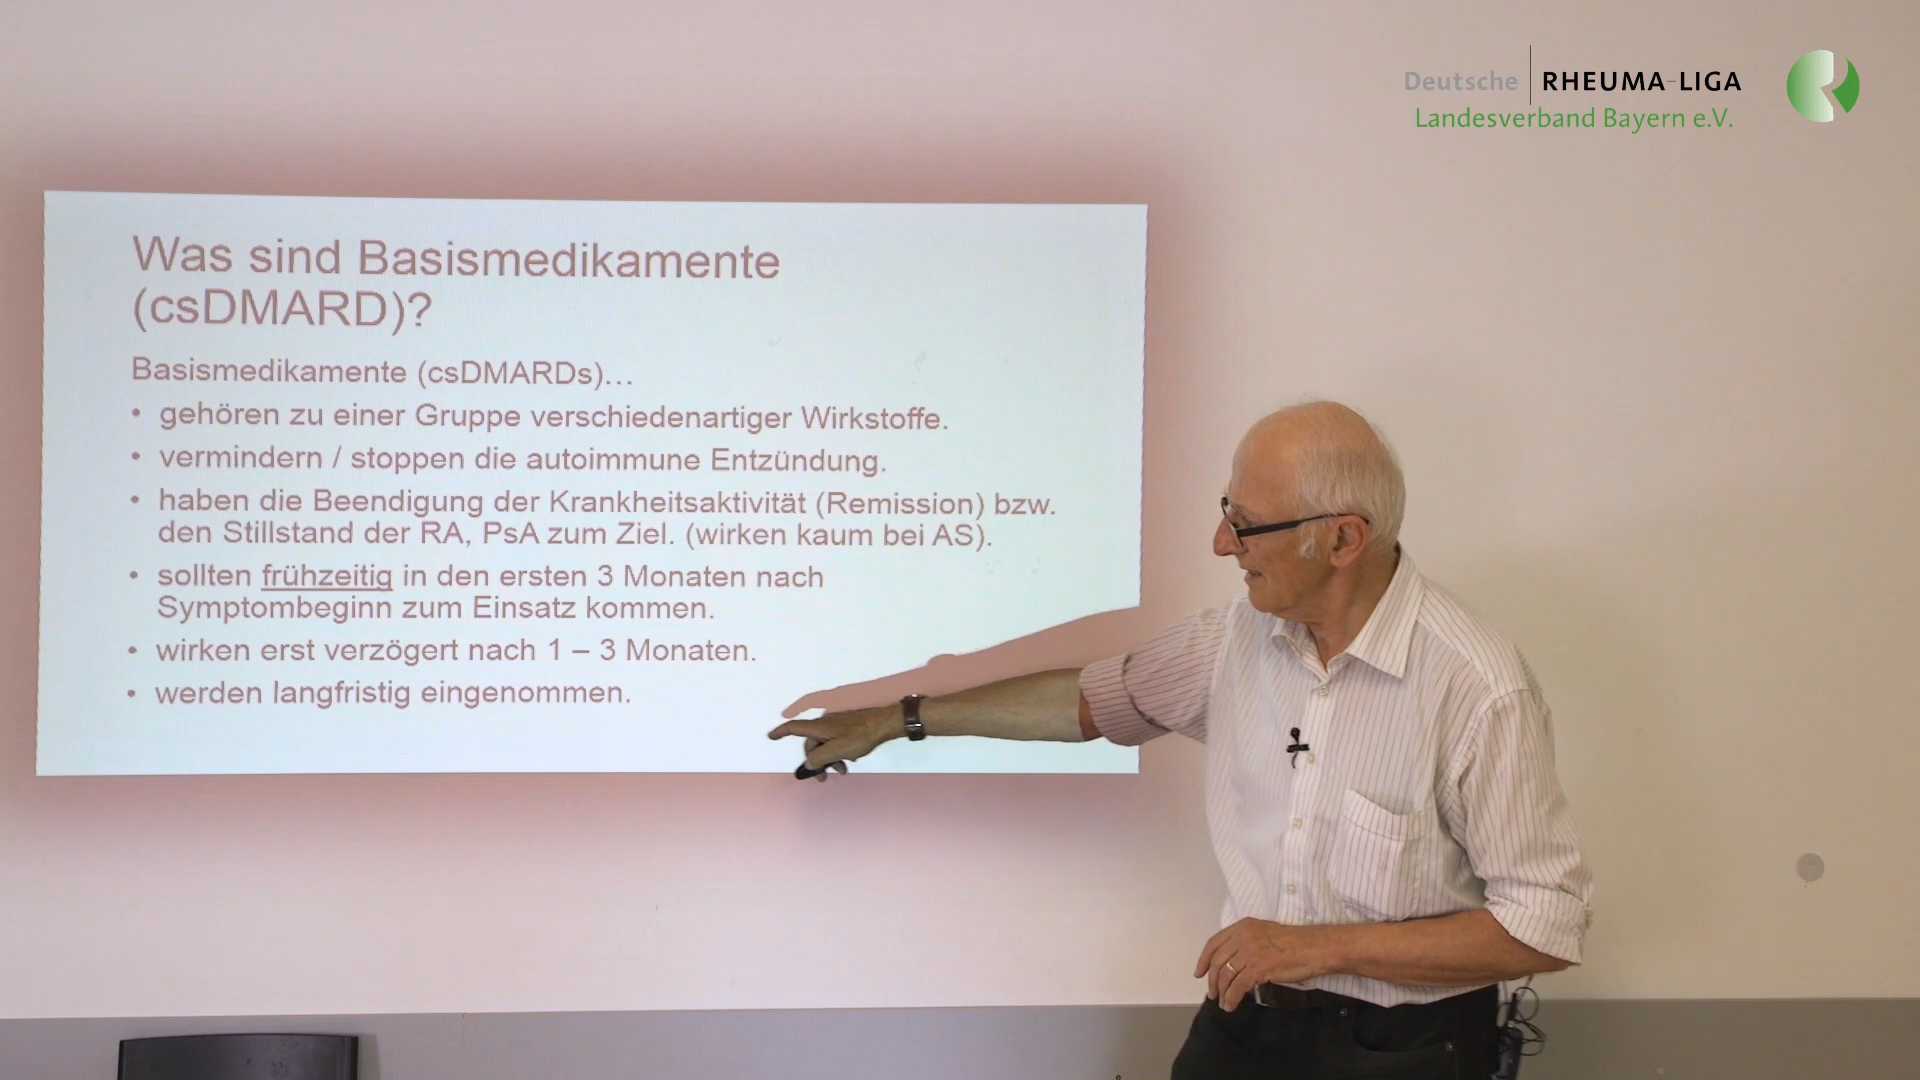 Deutsche RHEUMA-LIGA
Landesverband Bayern e.V.
Was sind Basismedikamente
(csDMARD)?
Basismedikamente (csDMARDs)...
• gehören zu einer Gruppe verschiedenartiger Wirkstoffe.
• vermindern / stoppen die autoimmune Entzündung.
• haben die Beendigung der Krankheitsaktivität (Remission) bzw.
den Stillstand der RA, PsA zum Ziel. (wirken kaum bei AS).
• sollten frühzeitig in den ersten 3 Monaten nach
Symptombeginn zum Einsatz kommen.
• wirken erst verzögert nach 1 – 3 Monaten.
• werden langfristig eingenommen.